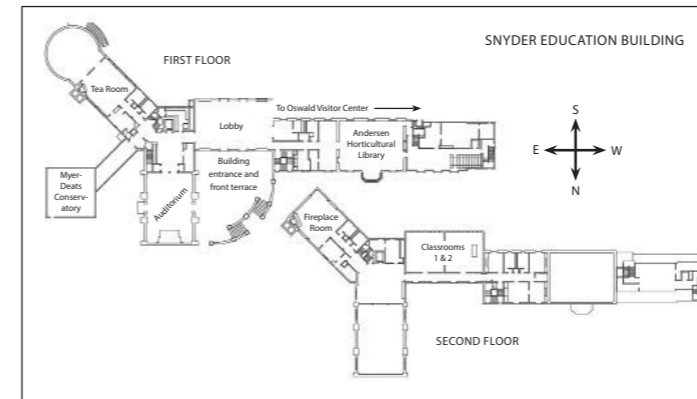 SNYDER EDUCATION BUILDING
FIRST FLOOR
Tea Room
Lobby
To Oswald Visitor Center
Andersen
Horticultural
Library
S
E
W
N
Myer-
Deats
Conserv-
atory
Auditorium
Building
entrance and
front terrace
Fireplace
Room
Classrooms
1 & 2
SECOND FLOOR